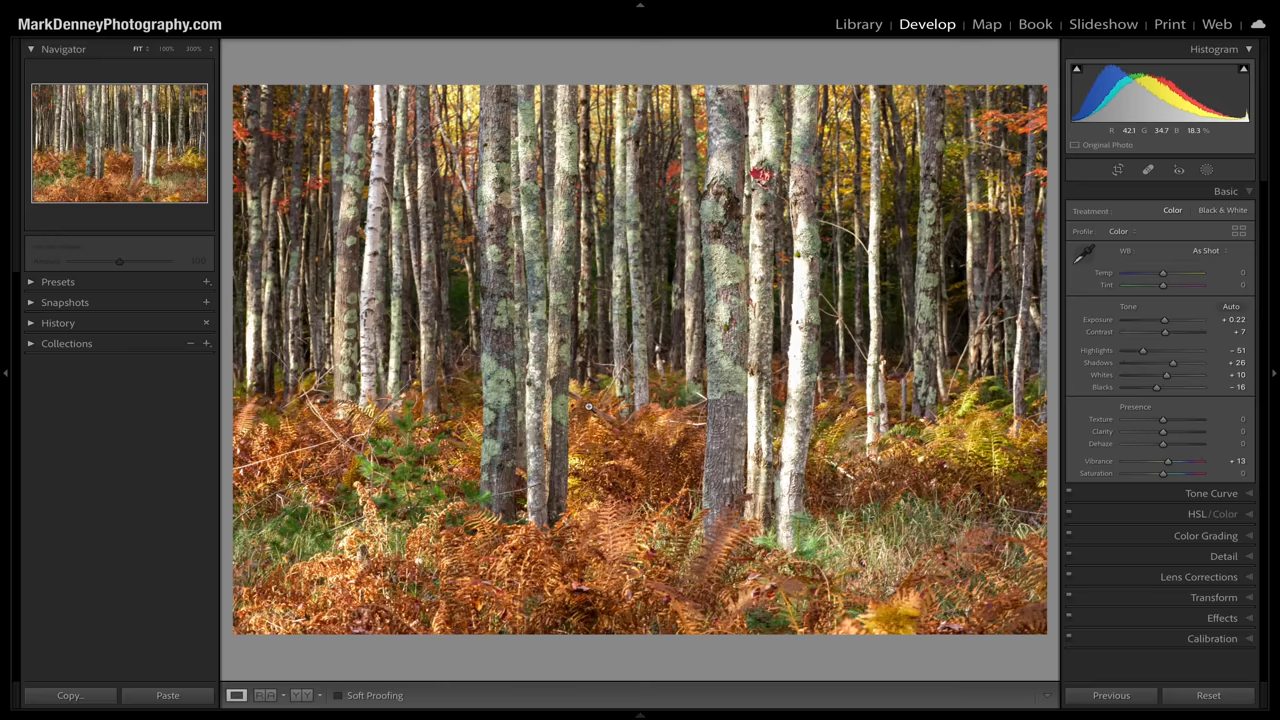 MarkDenneyPhotography.com
Library | Develop | Map | Book | Slideshow | Print | Web
Navigator FIT 100% 300%
100
Presets
Snapshots
History
Collections
Copy... Paste
Soft Proofing
Histogram
R 42.1 G 34.7 B 18.3 %
Original Photo
Basic
Treatment: Color Black & White
Profile: Color
WB: As Shot
Temp 0
Tint 0
Tone Auto
Exposure + 0.22
Contrast + 7
Highlights − 51
Shadows + 26
Whites + 10
Blacks − 16
Presence
Texture 0
Clarity 0
Dehaze 0
Vibrance + 13
Saturation 0
Tone Curve
HSL / Color
Color Grading
Detail
Lens Corrections
Transform
Effects
Calibration
Previous Reset